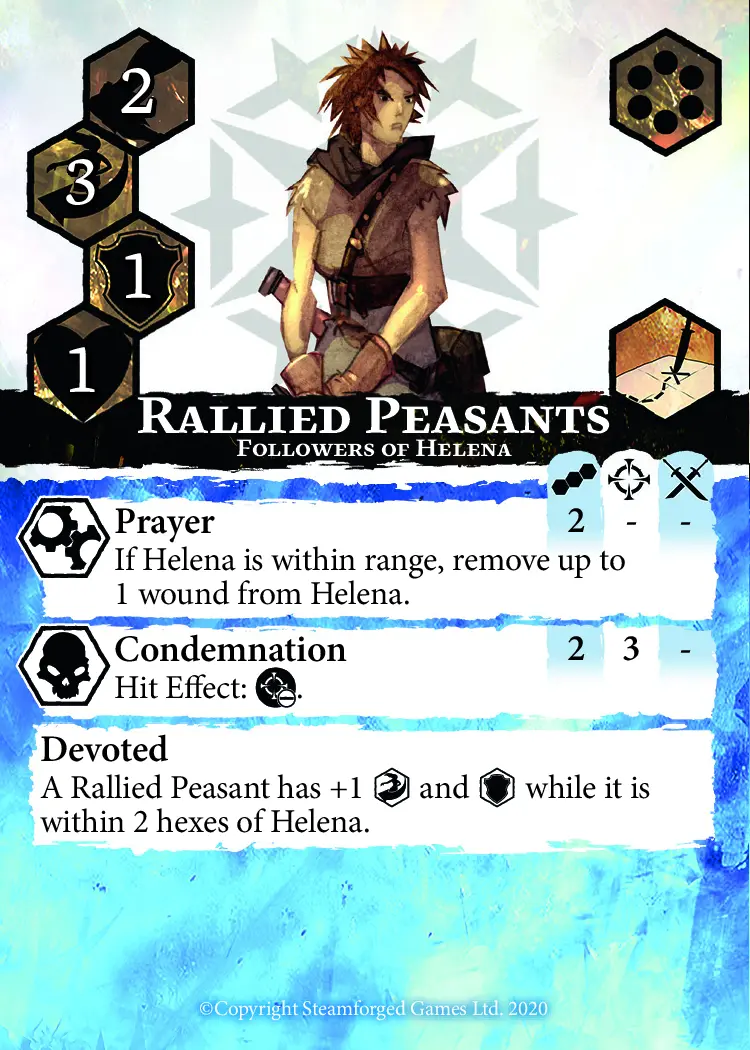 2
3
1
1
Rallied Peasants
Followers of Helena
Prayer 2 - -
If Helena is within range, remove up to
1 wound from Helena.
Condemnation 2 3 -
Hit Effect: .
Devoted
A Rallied Peasant has +1 and while it is
within 2 hexes of Helena.
©Copyright Steamforged Games Ltd. 2020